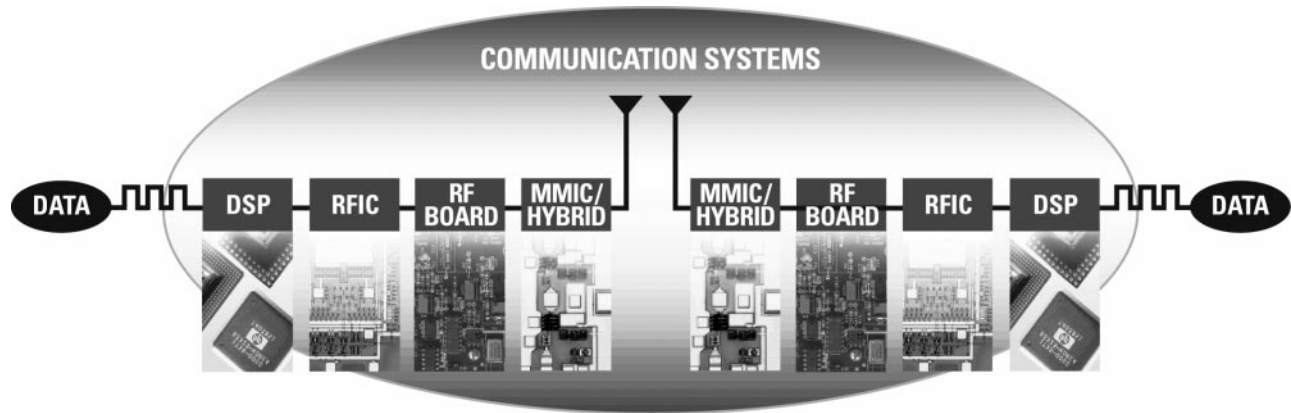 COMMUNICATION SYSTEMS
DATA
DSP
RFIC
RF
BOARD
MMIC/
HYBRID
MMIC/
HYBRID
RF
BOARD
RFIC
DSP
DATA